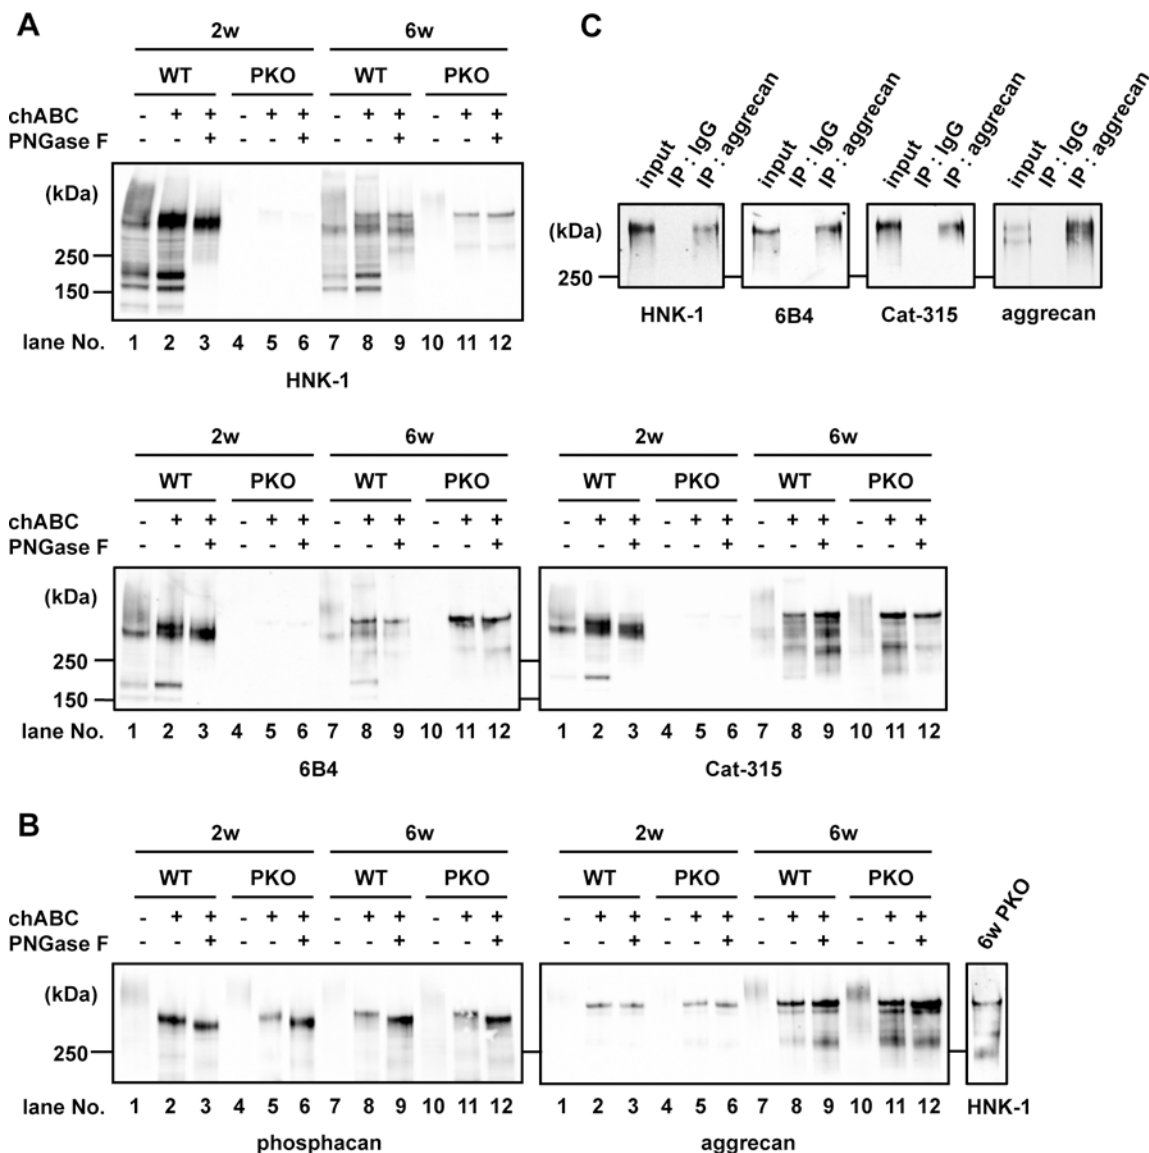 A
2w 6w
WT PKO WT PKO
chABC - + + - + + - + + - + +
PNGase F - - + - - + - - + - - +
(kDa)
250
150
lane No. 1 2 3 4 5 6 7 8 9 10 11 12
HNK-1
C
input IP : IgG IP : aggrecan input IP : IgG IP : aggrecan input IP : IgG IP : aggrecan input IP : IgG IP : aggrecan
(kDa)
250
HNK-1 6B4 Cat-315 aggrecan
2w 6w 2w 6w
WT PKO WT PKO WT PKO WT PKO
chABC - + + - + + - + + - + + - + + - + + - + + - + +
PNGase F - - + - - + - - + - - + - - + - - + - - + - - +
(kDa)
250
150
lane No. 1 2 3 4 5 6 7 8 9 10 11 12 1 2 3 4 5 6 7 8 9 10 11 12
6B4 Cat-315
B
2w 6w 2w 6w
WT PKO WT PKO WT PKO WT PKO
chABC - + + - + + - + + - + + - + + - + + - + + - + +
PNGase F - - + - - + - - + - - + - - + - - + - - + - - +
6w PKO
(kDa)
250
lane No. 1 2 3 4 5 6 7 8 9 10 11 12 1 2 3 4 5 6 7 8 9 10 11 12 HNK-1
phosphacan aggrecan